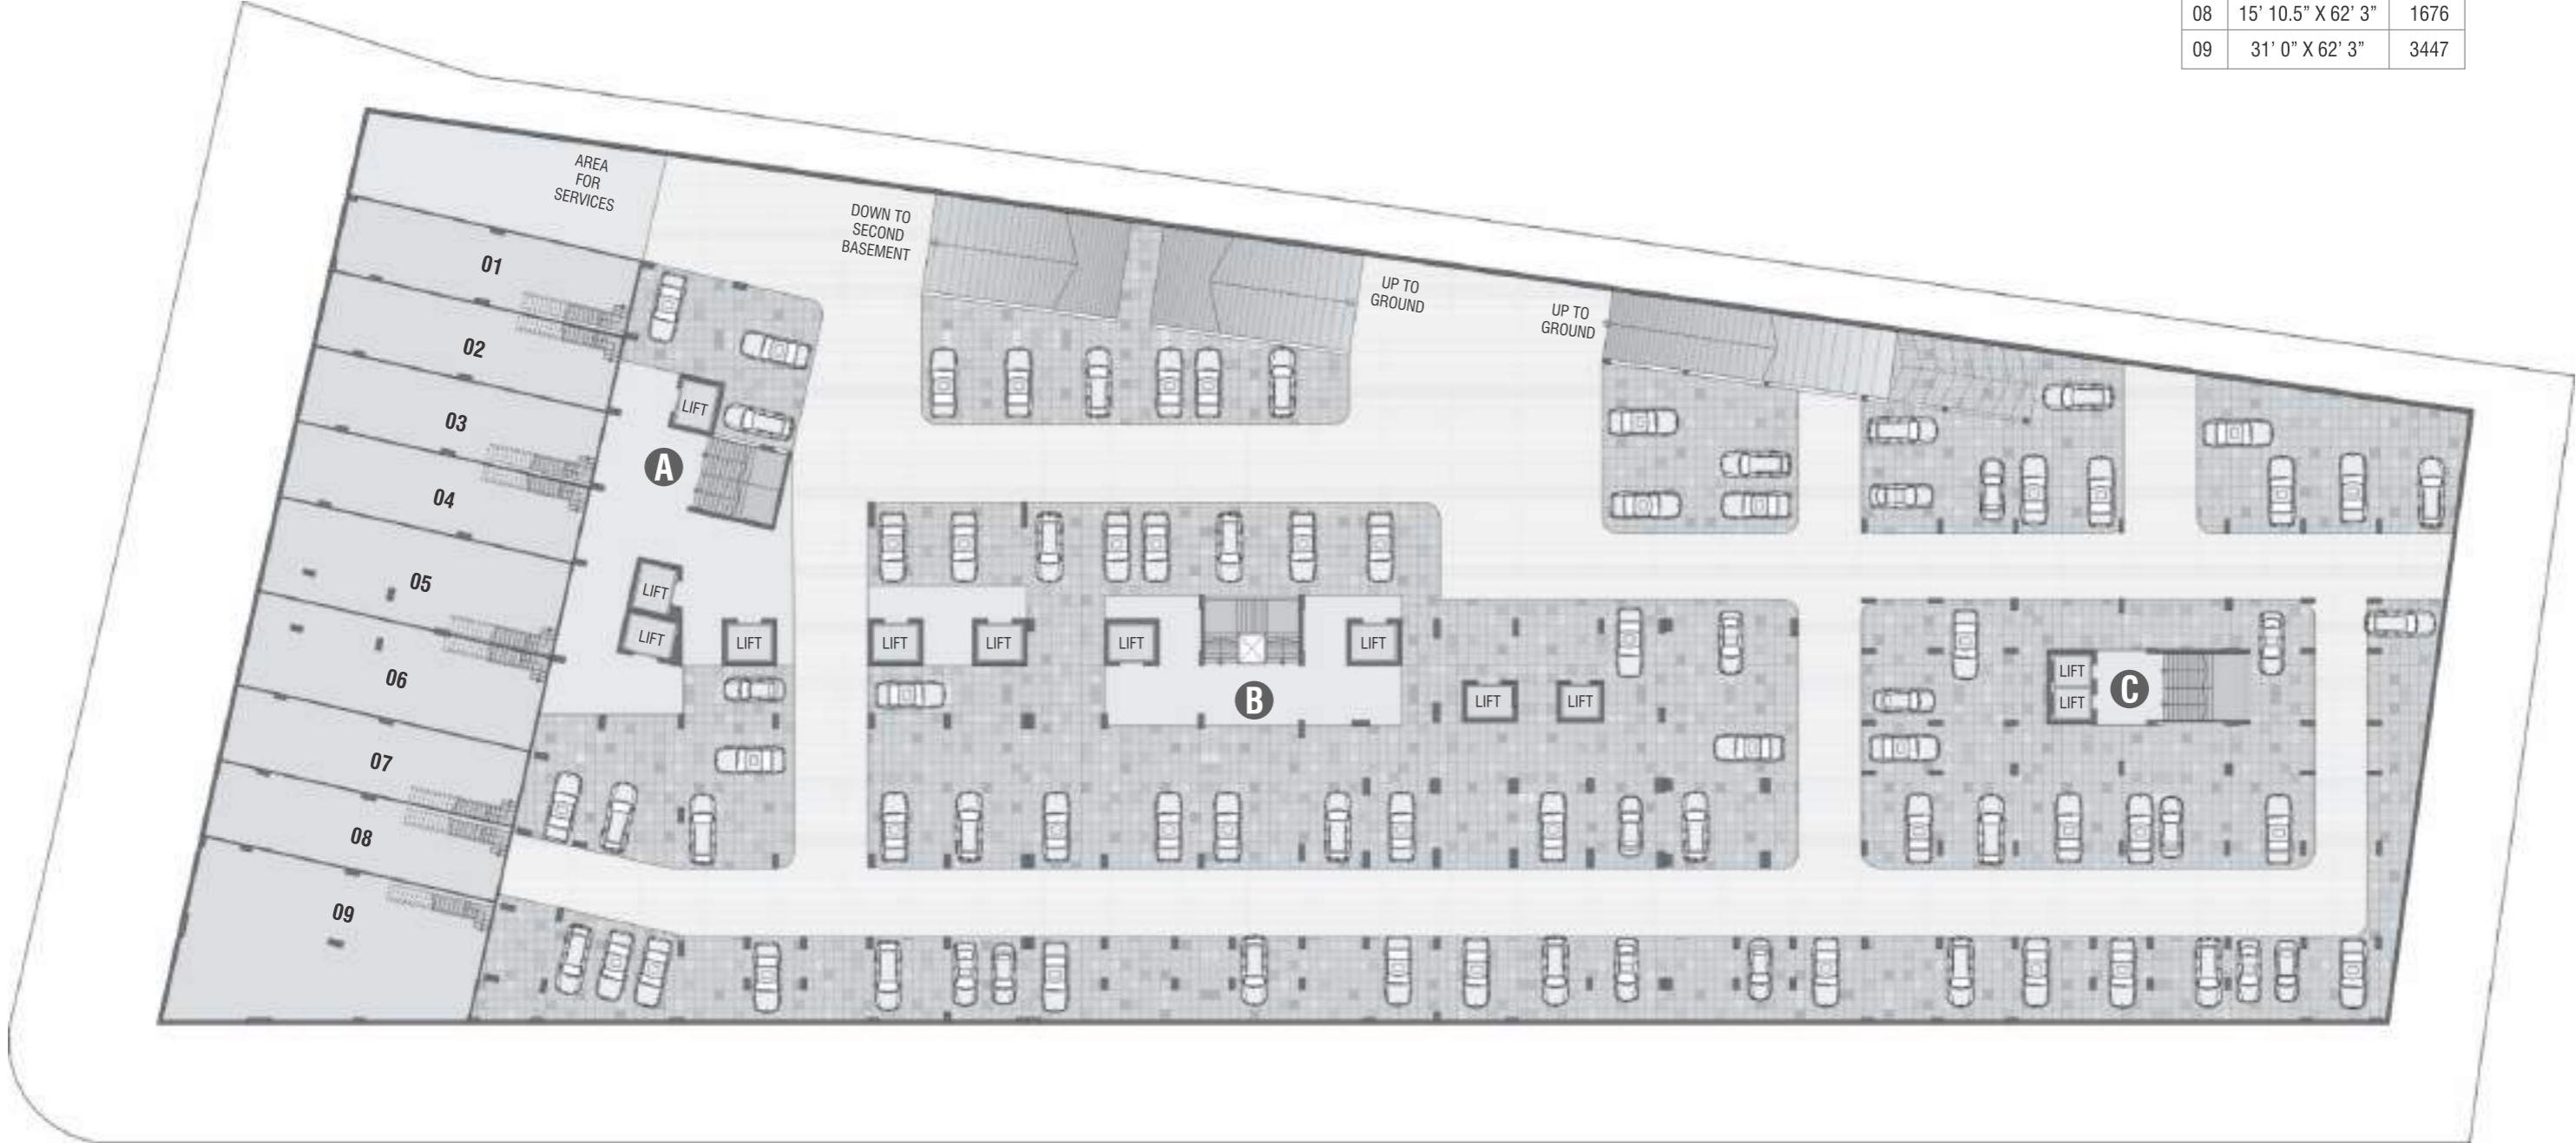 08 15' 10.5" X 62' 3" 1676
09 31' 0" X 62' 3" 3447
AREA
FOR
SERVICES
DOWN TO
SECOND
BASEMENT
UP TO
GROUND
UP TO
GROUND
01
02
03
04
05
06
07
08
09
LIFT
A
LIFT
LIFT
LIFT
LIFT
LIFT
LIFT
LIFT
B
LIFT
LIFT
LIFT
LIFT
C